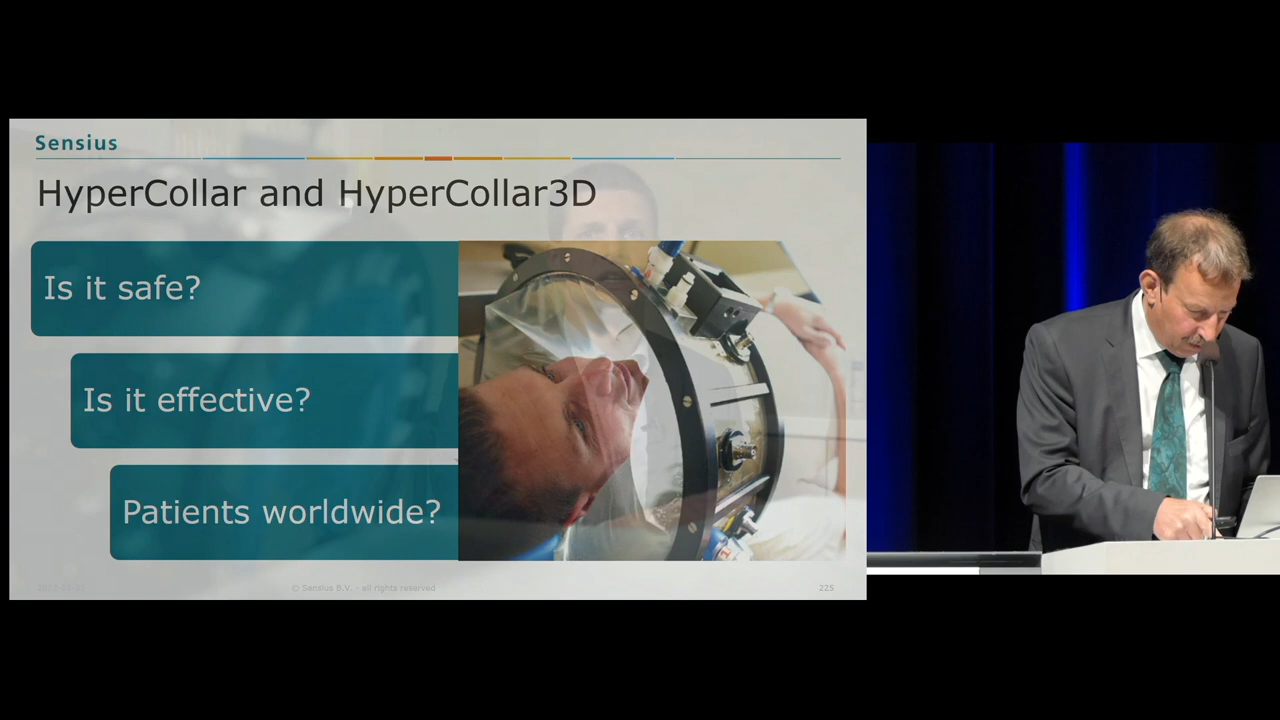 Sensius
HyperCollar and HyperCollar3D
Is it safe?
Is it effective?
Patients worldwide?
© Sensius B.V. - all rights reserved
225